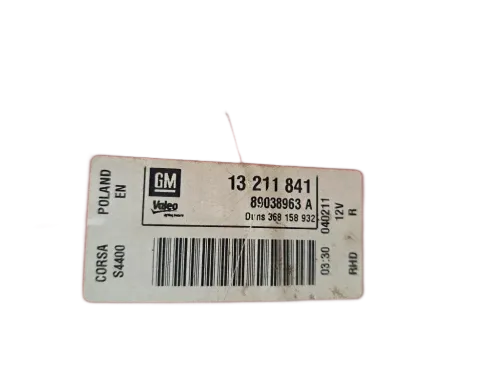 CORSA POLAND
S4400 EN
GM
Valeo
13 211 841
89038963 A
Duns 368 158 932
03:30 040211
12V
RHD R